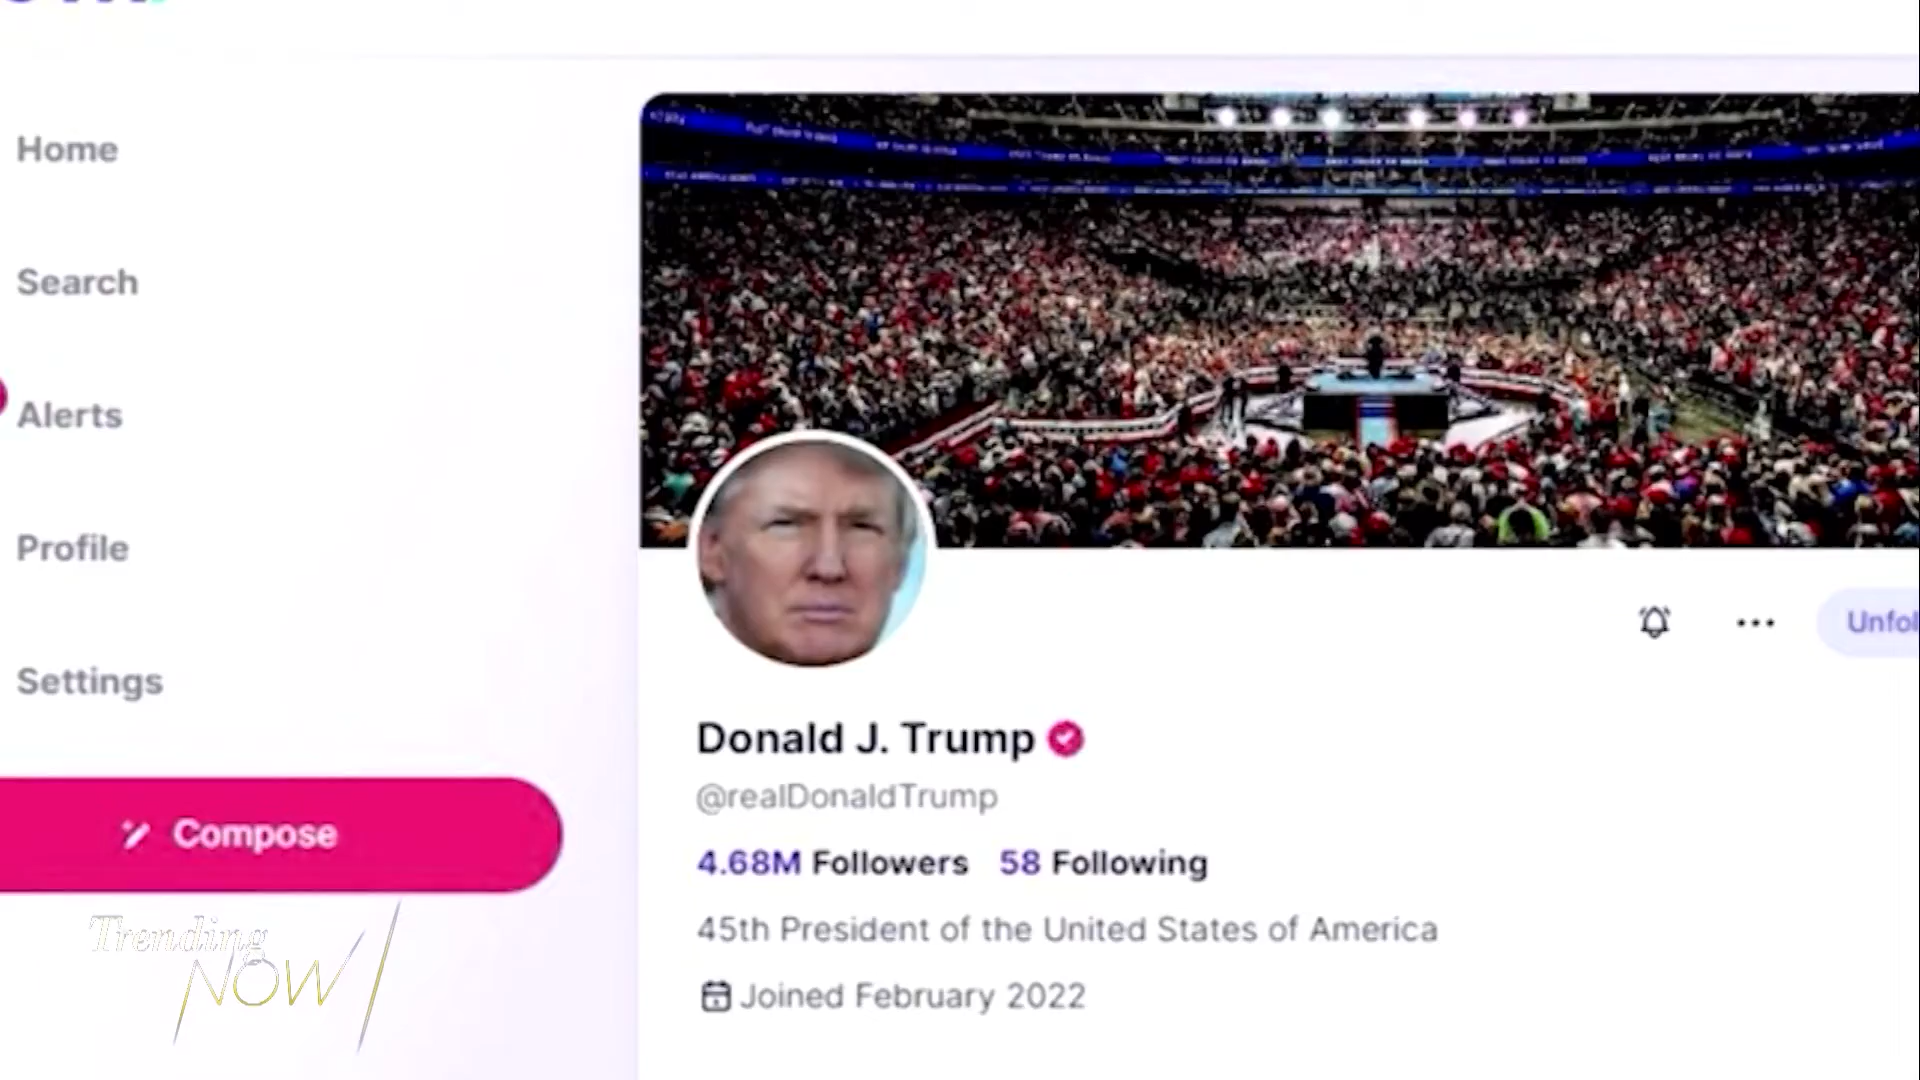 Home
Search
Alerts
Profile
Settings
Compose
Unfol
Donald J. Trump
@realDonaldTrump
4.68M Followers 58 Following
45th President of the United States of America
Joined February 2022
Trending
NOW